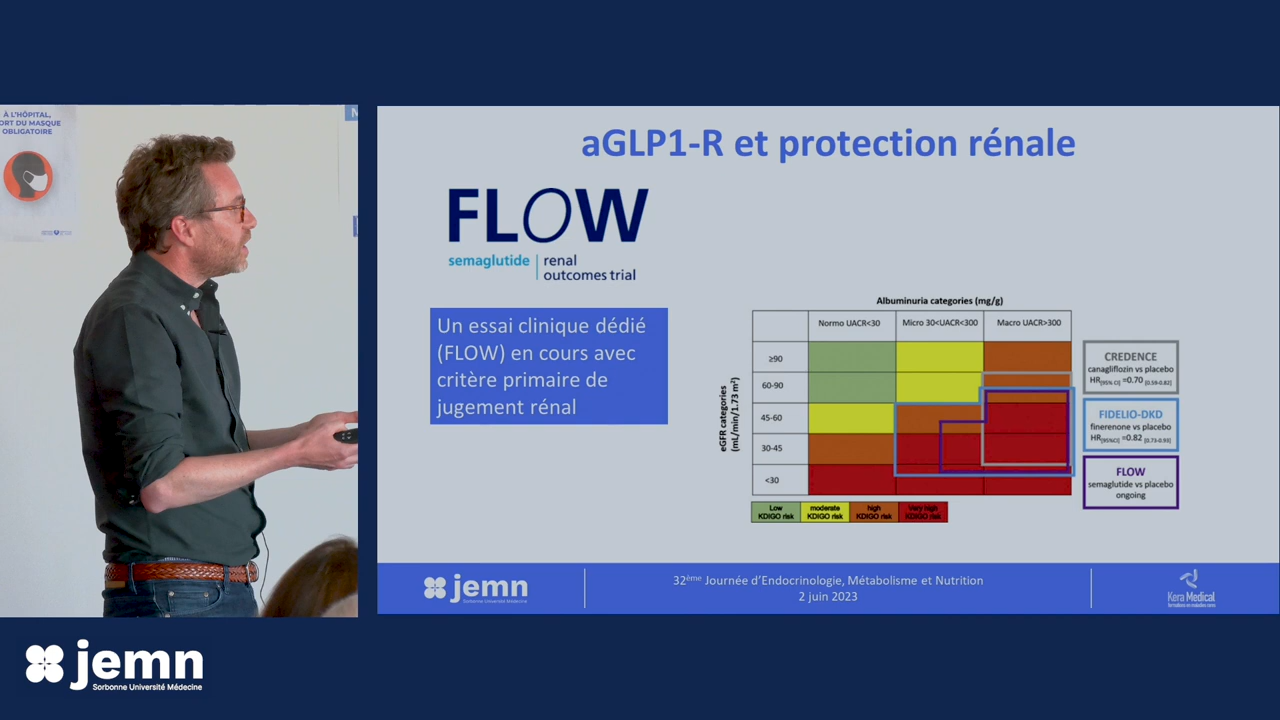 À L'HÔPITAL,
ORT DU MASQUE
OBLIGATOIRE
aGLP1-R et protection rénale
FLOW
semaglutide | renal
outcomes trial
Un essai clinique dédié
(FLOW) en cours avec
critère primaire de
jugement rénal
Albuminuria categories (mg/g)
Normo UACR<30 Micro 30<UACR<300 Macro UACR>300
eGFR categories
(mL/min/1.73 m²)
≥90
60-90
45-60
30-45
<30
Low
KDIGO risk
moderate
KDIGO risk
high
KDIGO risk
Very high
KDIGO risk
CREDENCE
canagliflozin vs placebo
HR[95% CI] =0.70 [0.59-0.82]
FIDELIO-DKD
finerenone vs placebo
HR[95%CI] =0.82 [0.73-0.93]
FLOW
semaglutide vs placebo
ongoing
jemn
Sorbonne Université Médecine
32ème Journée d'Endocrinologie, Métabolisme et Nutrition
2 juin 2023
Kera Medical
formations en maladies rares
jemn
Sorbonne Université Médecine